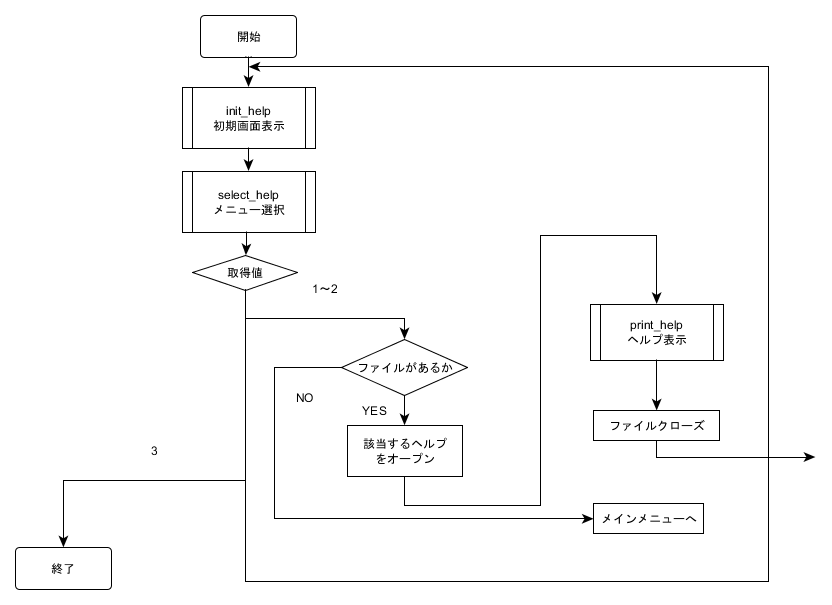 開始
init_help
初期画面表示
select_help
メニュー選択
取得値
1～2
print_help
ヘルプ表示
ファイルがあるか
NO
YES
ファイルクローズ
該当するヘルプ
をオープン
3
メインメニューへ
終了